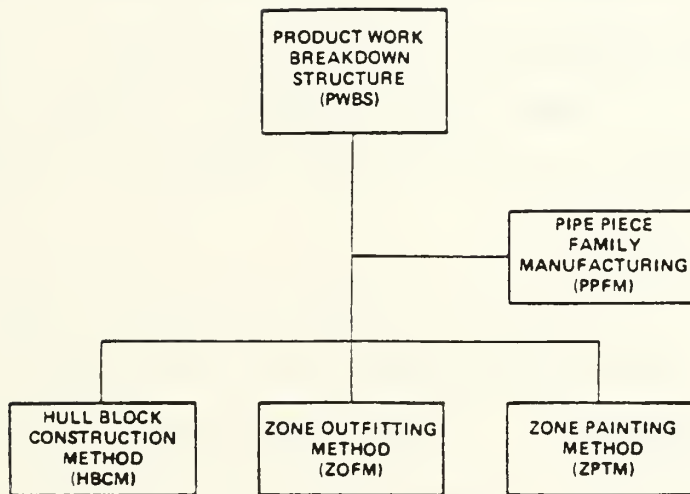 PRODUCT WORK
BREAKDOWN
STRUCTURE
(PWBS)
PIPE PIECE
FAMILY
MANUFACTURING
(PPFM)
HULL BLOCK
CONSTRUCTION
METHOD
(HBCM)
ZONE OUTFITTING
METHOD
(ZOFM)
ZONE PAINTING
METHOD
(ZPTM)